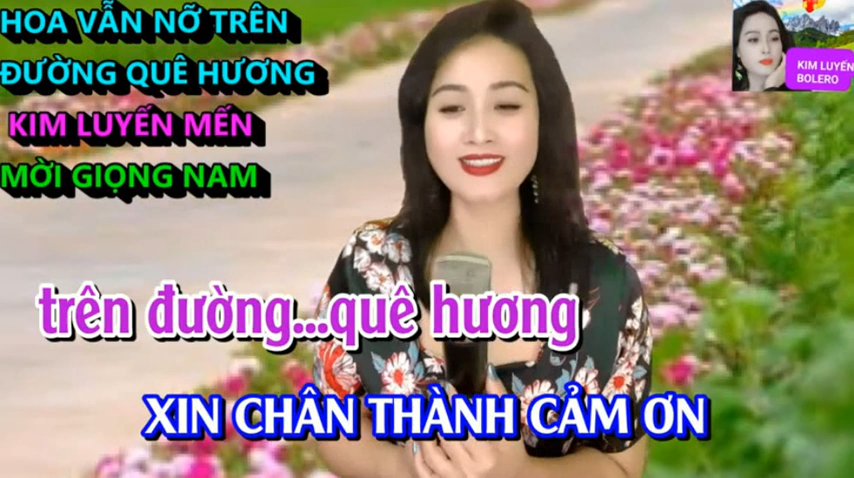 HOA VẪN NỠ TRÊN
ĐƯỜNG QUÊ HƯƠNG
KIM LUYẾN MẾN
MỜI GIỌNG NAM
KIM LUYẾN
BOLERO
trên đường...quê hương
XIN CHÂN THÀNH CẢM ƠN